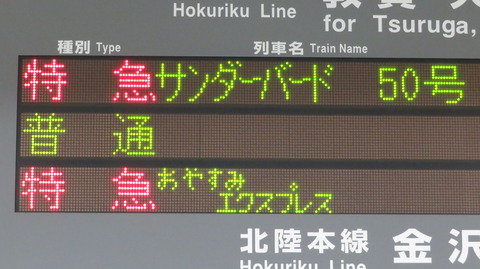 Hokuriku Line
for Tsuruga,
種別 Type 列車名 Train Name
特急 サンダーバード 50号
普通
特急 おやすみ
エクスプレス
北陸本線 金沢
Hokuriku Line